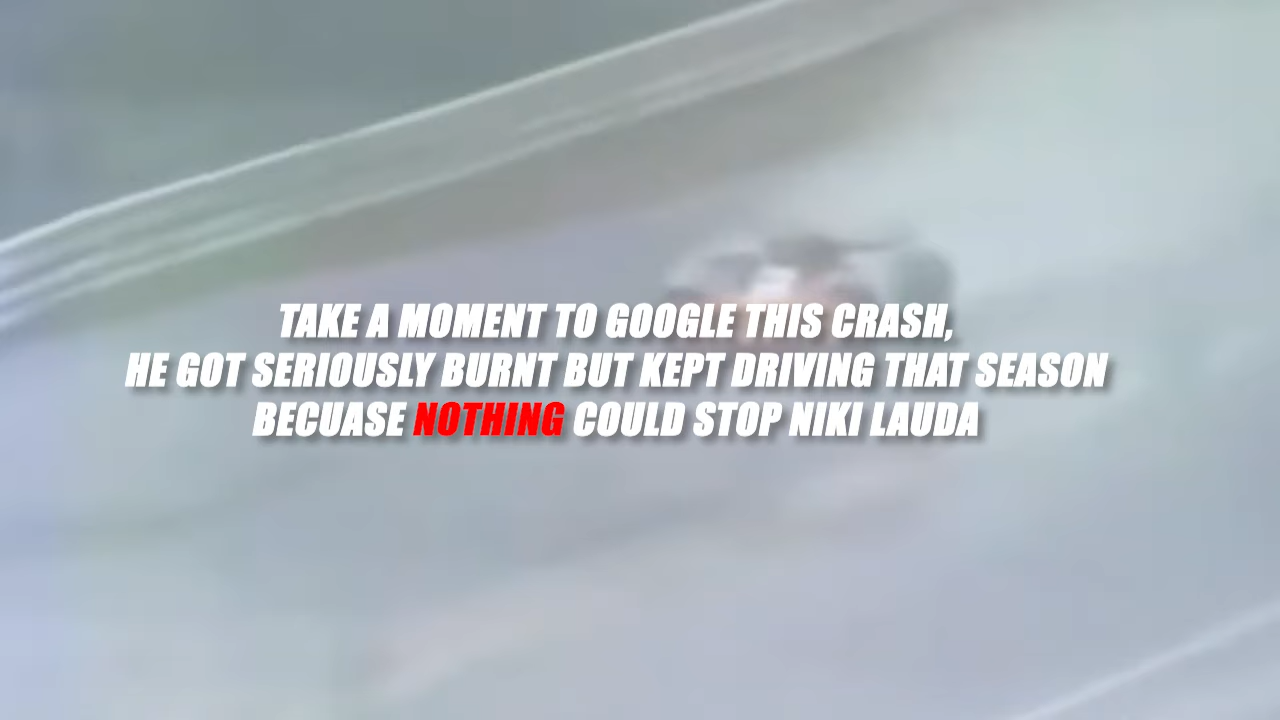 TAKE A MOMENT TO GOOGLE THIS CRASH,
HE GOT SERIOUSLY BURNT BUT KEPT DRIVING THAT SEASON
BECUASE NOTHING COULD STOP NIKI LAUDA